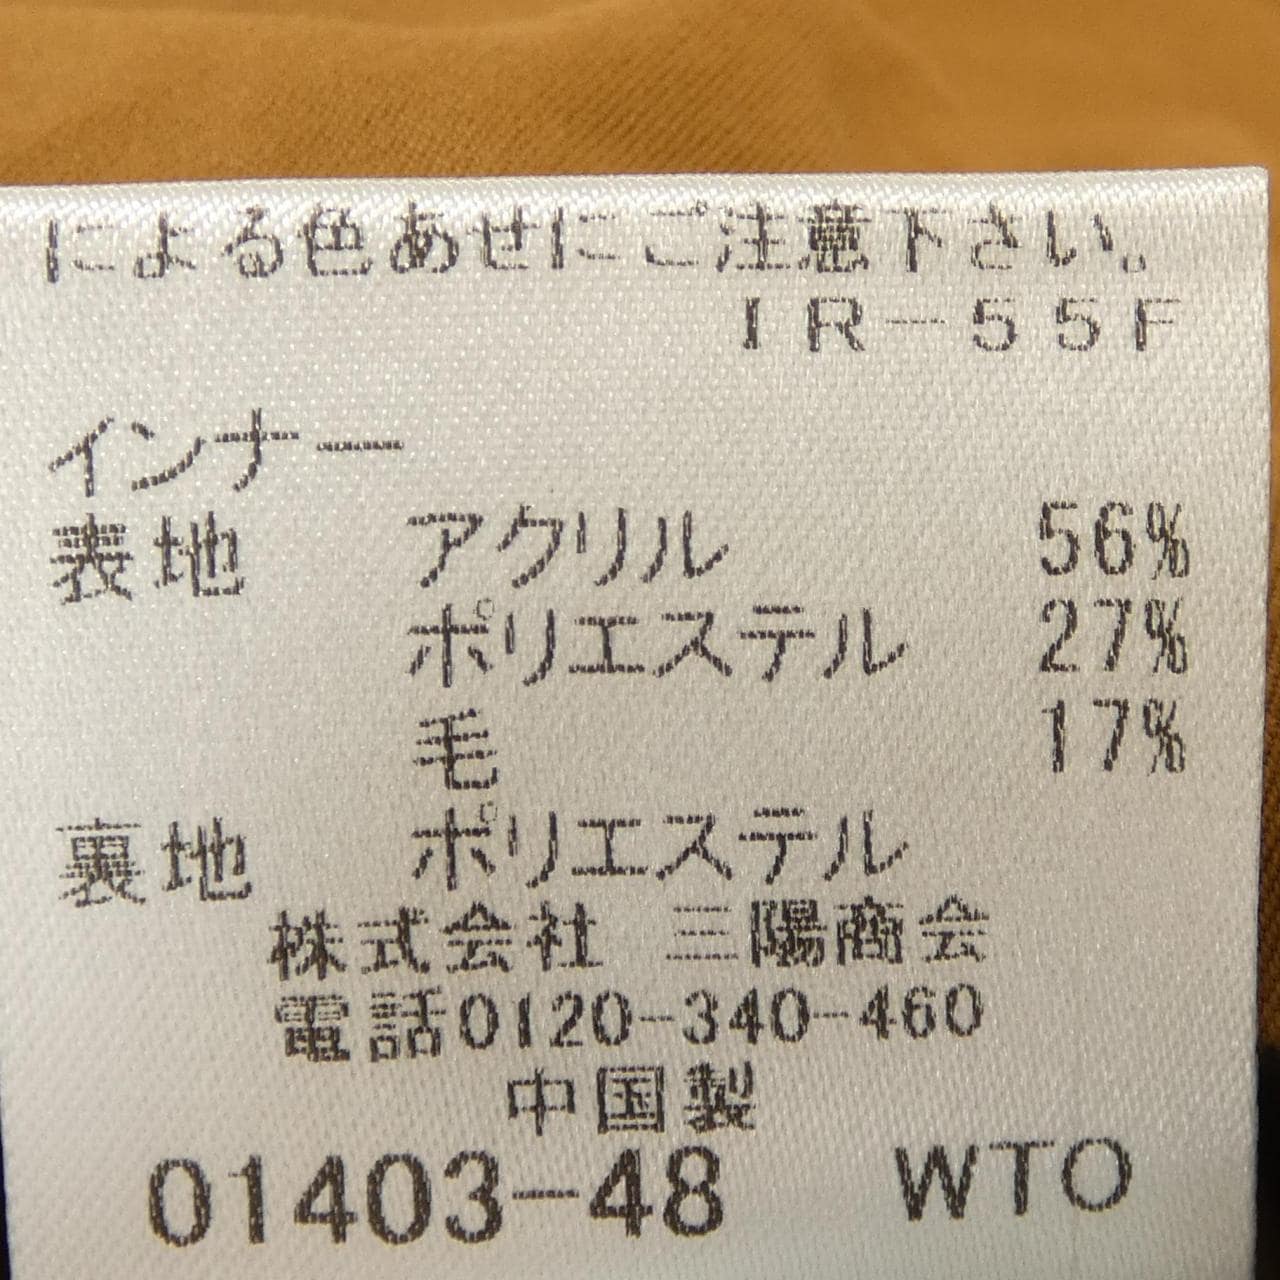 による色あせにご注意下さい。
IR-55F
インナー
表地 アクリル 56%
ポリエステル 27%
毛 17%
裏地 ポリエステル
株式会社 三陽商会
電話0120-340-460
中国製
01403-48 WTO